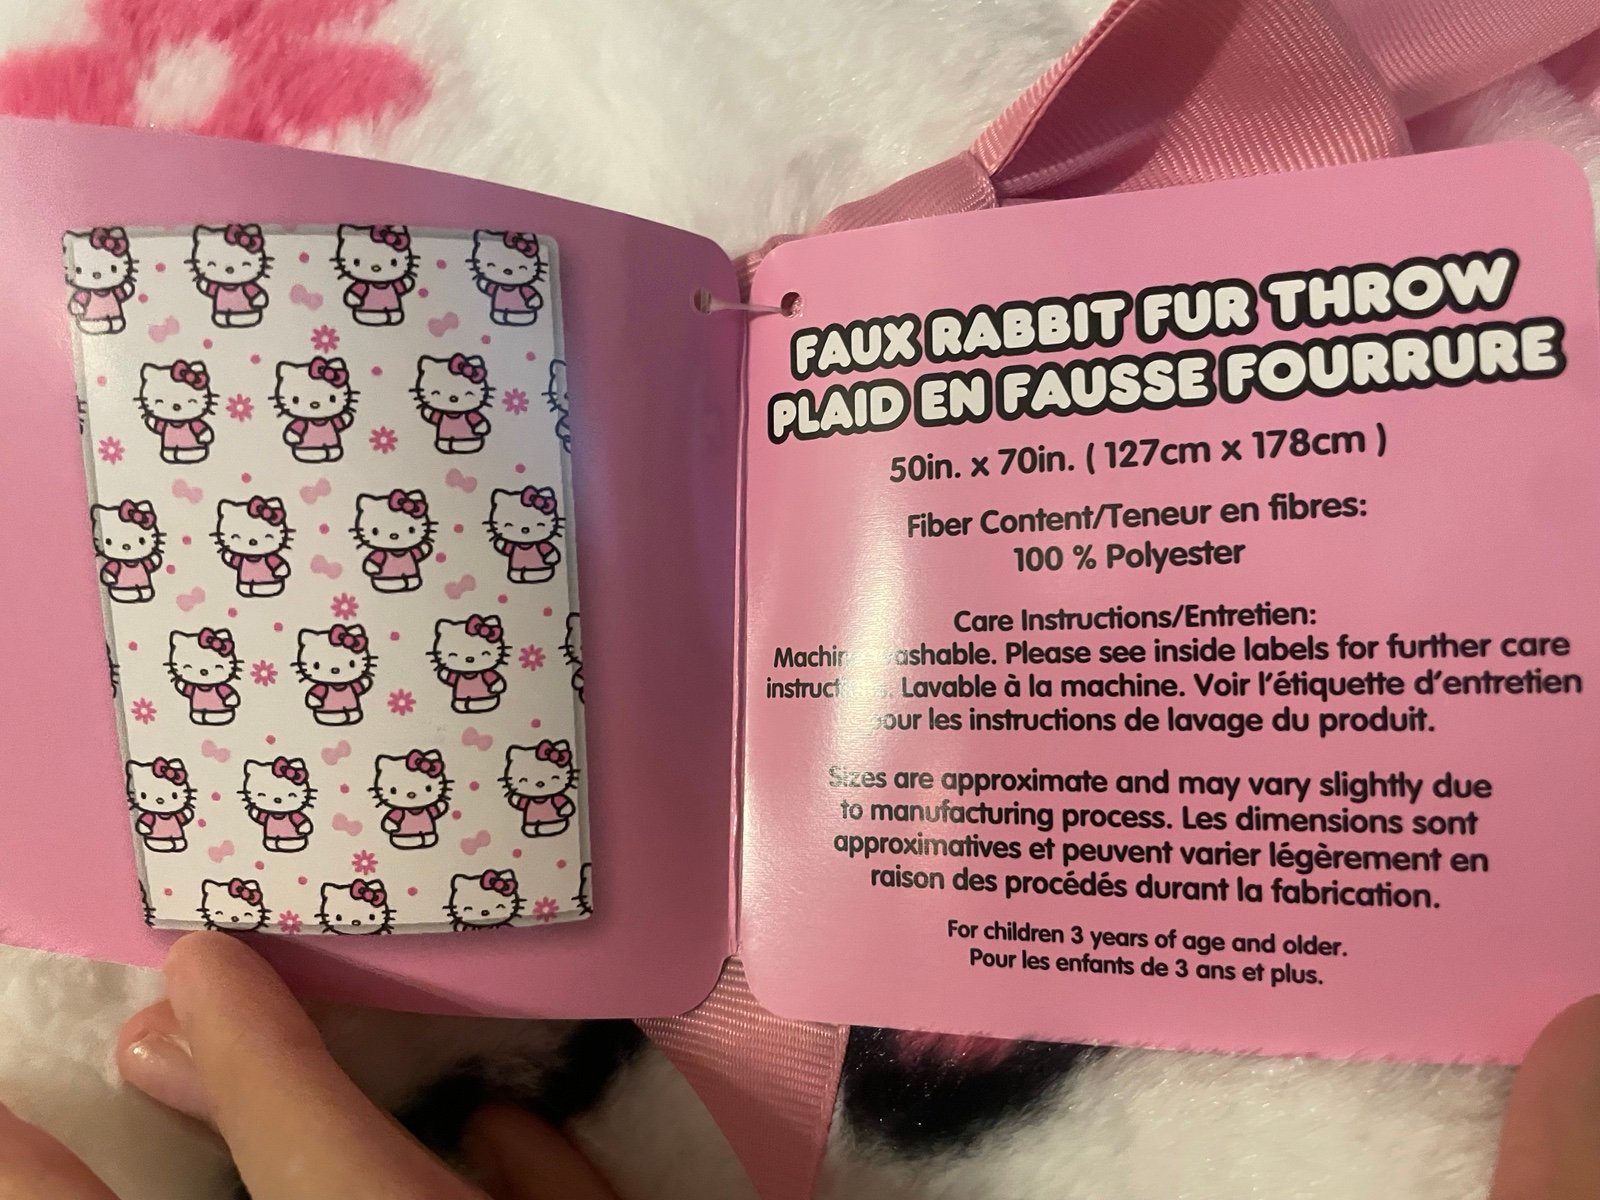 FAUX RABBIT FUR THROW
PLAID EN FAUSSE FOURRURE
50in. x 70in. ( 127cm x 178cm )
Fiber Content/Teneur en fibres:
100 % Polyester
Care Instructions/Entretien:
Machine washable. Please see inside labels for further care
instructions. Lavable à la machine. Voir l'étiquette d'entretien
pour les instructions de lavage du produit.
Sizes are approximate and may vary slightly due
to manufacturing process. Les dimensions sont
approximatives et peuvent varier légèrement en
raison des procédés durant la fabrication.
For children 3 years of age and older.
Pour les enfants de 3 ans et plus.